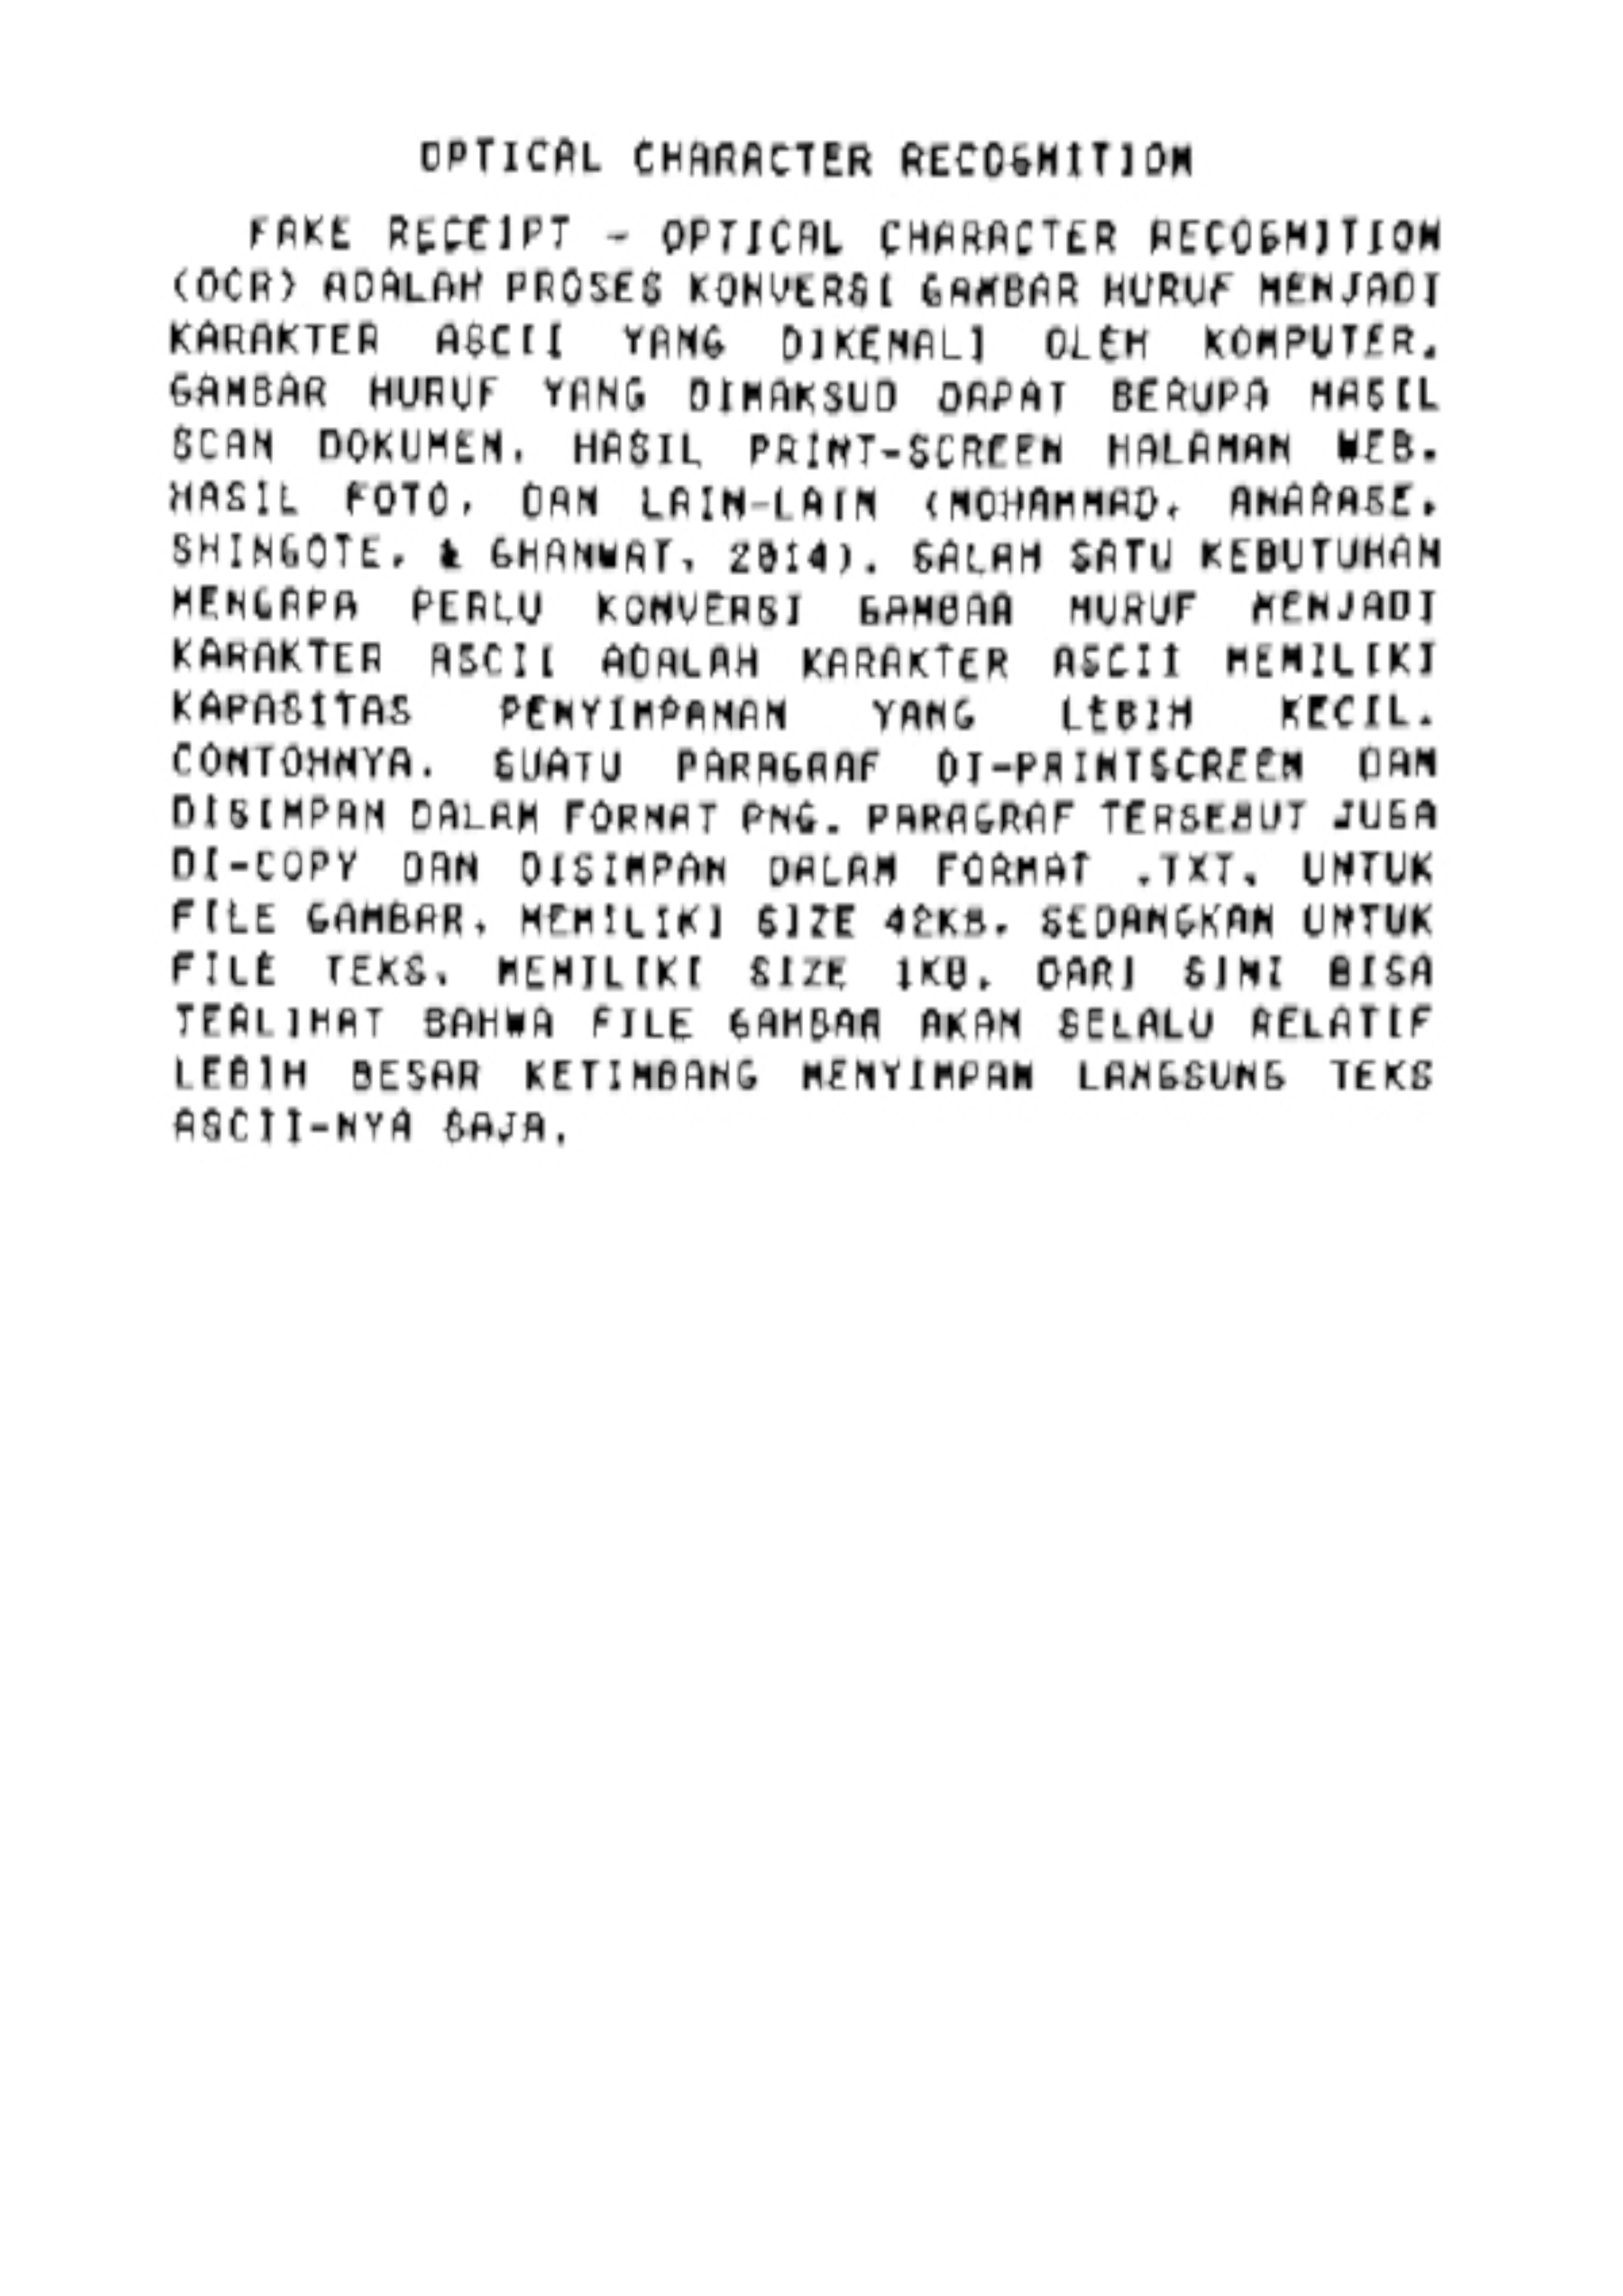 OPTICAL CHARACTER RECOGNITION
FAKE RECEIPT - OPTICAL CHARACTER RECOGNITION
(OCR) ADALAH PROSES KONVERSI GAMBAR HURUF MENJADI
KARAKTER ASCII YANG DIKENALI OLEH KOMPUTER.
GAMBAR HURUF YANG DIMAKSUD DAPAT BERUPA HASIL
SCAN DOKUMEN, HASIL PRINT-SCREEN HALAMAN WEB,
HASIL FOTO, DAN LAIN-LAIN (MOHAMMAD, ANARASE,
SHINGOTE, & GHANWAT, 2014). SALAH SATU KEBUTUHAN
MENGAPA PERLU KONVERSI GAMBAR HURUF MENJADI
KARAKTER ASCII ADALAH KARAKTER ASCII MEMILIKI
KAPASITAS PENYIMPANAN YANG LEBIH KECIL.
CONTOHNYA, SUATU PARAGRAF DI-PRINTSCREEN DAN
DISIMPAN DALAM FORMAT PNG. PARAGRAF TERSEBUT JUGA
DI-COPY DAN DISIMPAN DALAM FORMAT .TXT. UNTUK
FILE GAMBAR, MEMILIKI SIZE 42KB. SEDANGKAN UNTUK
FILE TEKS, MEMILIKI SIZE 1KB. DARI SINI BISA
TERLIHAT BAHWA FILE GAMBAR AKAN SELALU RELATIF
LEBIH BESAR KETIMBANG MENYIMPAN LANGSUNG TEKS
ASCII-NYA SAJA.